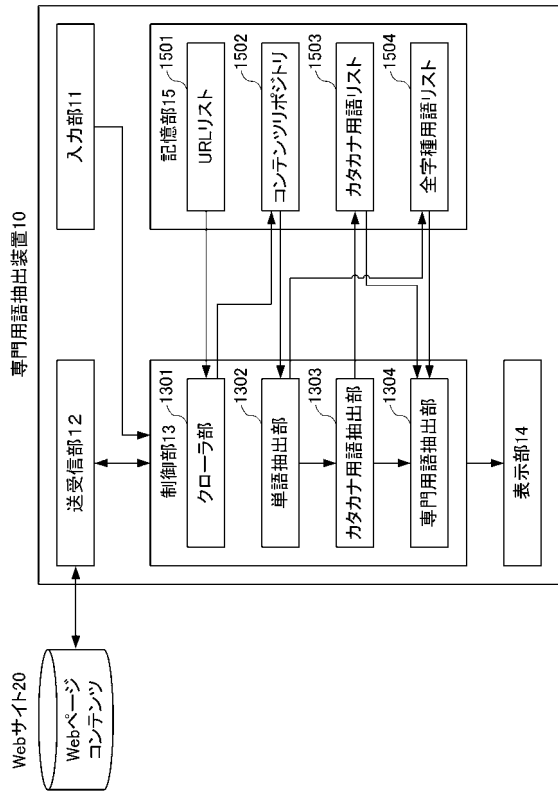 専門用語抽出装置10
Webサイト20
Webページ
コンテンツ
送受信部12
入力部11
制御部13
1301
クローラ部
1302
単語抽出部
1303
カタカナ用語抽出部
1304
専門用語抽出部
記憶部15
1501
URLリスト
1502
コンテンツリポジトリ
1503
カタカナ用語リスト
1504
全字種用語リスト
表示部14